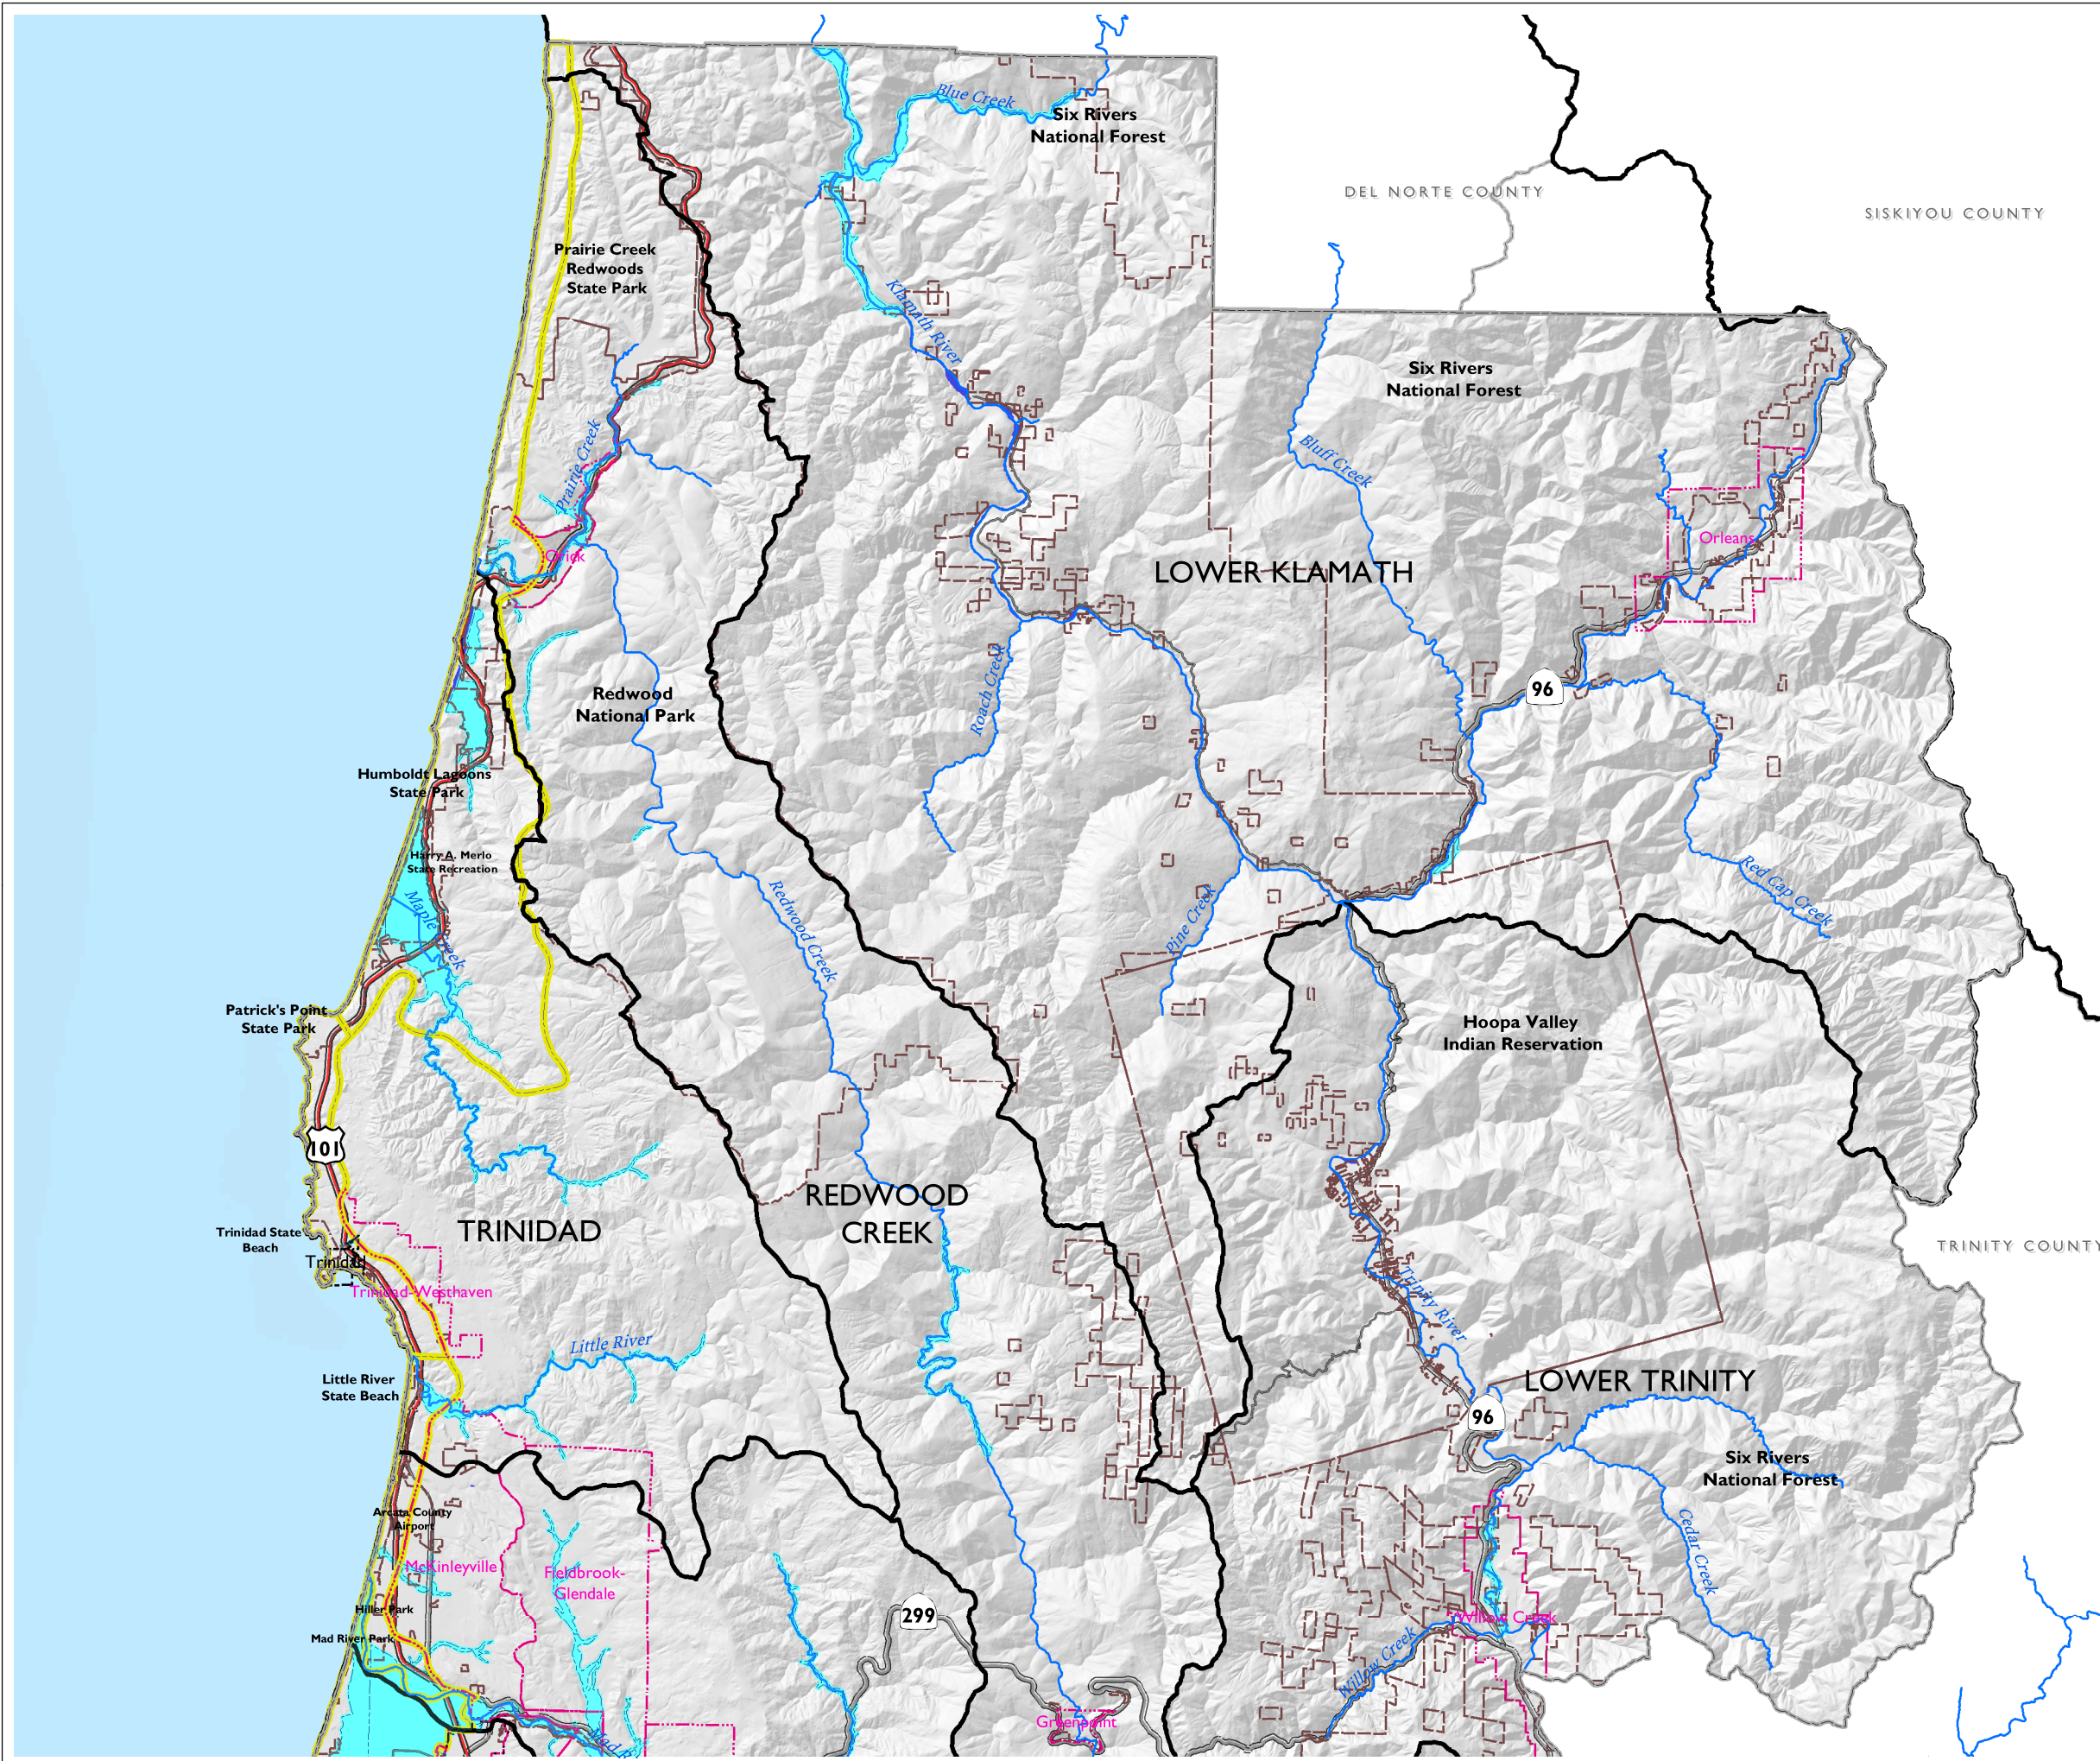 Blue Creek
Six Rivers
National Forest
DEL NORTE COUNTY
SISKIYOU COUNTY
Prairie Creek
Redwoods
State Park
Klamath River
Six Rivers
National Forest
Bluff Creek
Prairie Creek
Orick
Orleans
LOWER KLAMATH
Roach Creek
96
Redwood
National Park
Humboldt Lagoons
State Park
Harry A. Merlo
State Recreation
Maple Creek
Redwood Creek
Pine Creek
Red Cap Creek
Patrick's Point
State Park
Hoopa Valley
Indian Reservation
101
REDWOOD
CREEK
TRINIDAD
Trinidad State
Beach
Trinidad
Trinidad-Westhaven
TRINITY COUNTY
Trinity River
Little River
Little River
State Beach
LOWER TRINITY
96
Six Rivers
National Forest
Arcata County
Airport
McKinleyville
Fieldbrook-
Glendale
Cedar Creek
Hiller Park
Mad River Park
299
Willow Creek
Willow Creek
Greenpoint
Mad R